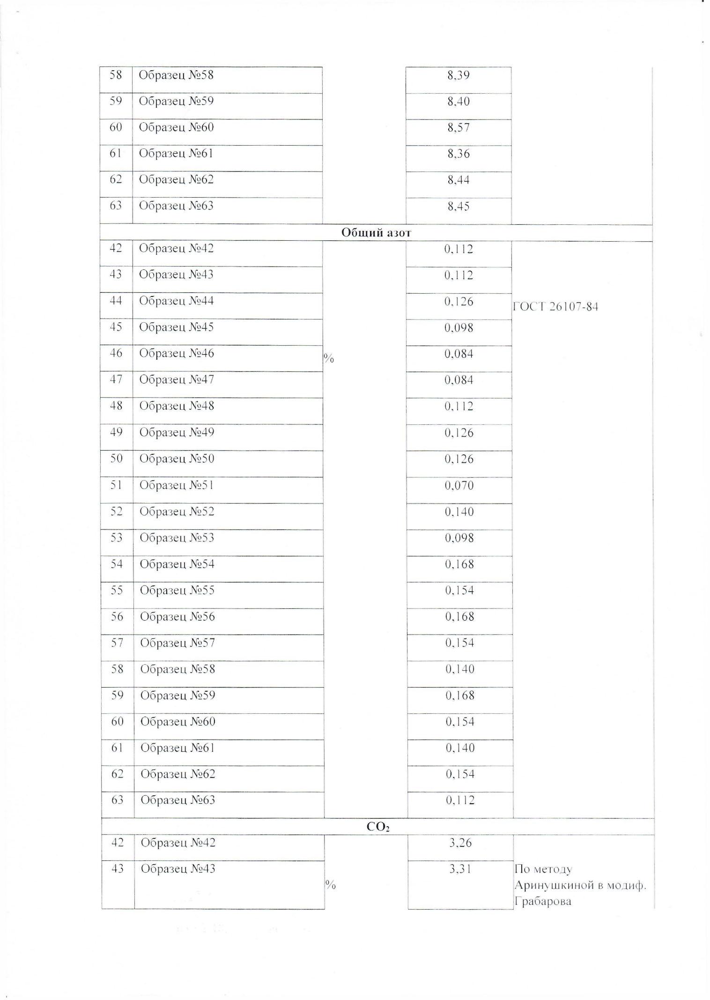 58 Образец №58 8,39
59 Образец №59 8,40
60 Образец №60 8,57
61 Образец №61 8,36
62 Образец №62 8,44
63 Образец №63 8,45
Общий азот
42 Образец №42 0,112
43 Образец №43 0,112
44 Образец №44 0,126 ГОСТ 26107-84
45 Образец №45 0,098
46 Образец №46 % 0,084
47 Образец №47 0,084
48 Образец №48 0,112
49 Образец №49 0,126
50 Образец №50 0,126
51 Образец №51 0,070
52 Образец №52 0,140
53 Образец №53 0,098
54 Образец №54 0,168
55 Образец №55 0,154
56 Образец №56 0,168
57 Образец №57 0,154
58 Образец №58 0,140
59 Образец №59 0,168
60 Образец №60 0,154
61 Образец №61 0,140
62 Образец №62 0,154
63 Образец №63 0,112
CO₂
42 Образец №42 3,26
43 Образец №43 3,31 По методу
% Аринушкиной в модиф.
Грабарова